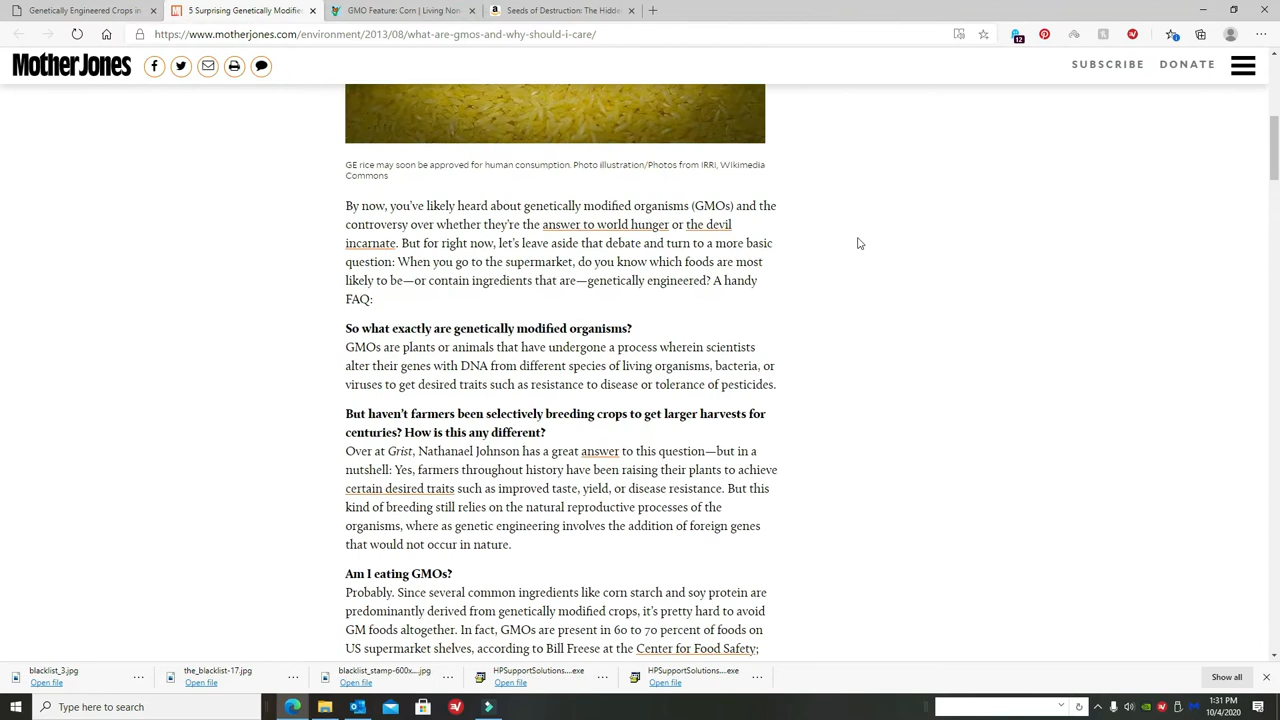 Genetically Engineered Crops in
5 Surprising Genetically Modifie
GMO Feature: Corn | Living Non
Seeds of Destruction: The Hidde
https://www.motherjones.com/environment/2013/08/what-are-gmos-and-why-should-i-care/
12
Mother Jones
SUBSCRIBE
DONATE
GE rice may soon be approved for human consumption. Photo illustration/Photos from IRRI, Wikimedia
Commons
By now, you've likely heard about genetically modified organisms (GMOs) and the
controversy over whether they're the answer to world hunger or the devil
incarnate. But for right now, let's leave aside that debate and turn to a more basic
question: When you go to the supermarket, do you know which foods are most
likely to be—or contain ingredients that are—genetically engineered? A handy
FAQ:
So what exactly are genetically modified organisms?
GMOs are plants or animals that have undergone a process wherein scientists
alter their genes with DNA from different species of living organisms, bacteria, or
viruses to get desired traits such as resistance to disease or tolerance of pesticides.
But haven't farmers been selectively breeding crops to get larger harvests for
centuries? How is this any different?
Over at Grist, Nathanael Johnson has a great answer to this question—but in a
nutshell: Yes, farmers throughout history have been raising their plants to achieve
certain desired traits such as improved taste, yield, or disease resistance. But this
kind of breeding still relies on the natural reproductive processes of the
organisms, where as genetic engineering involves the addition of foreign genes
that would not occur in nature.
Am I eating GMOs?
Probably. Since several common ingredients like corn starch and soy protein are
predominantly derived from genetically modified crops, it's pretty hard to avoid
GM foods altogether. In fact, GMOs are present in 60 to 70 percent of foods on
US supermarket shelves, according to Bill Freese at the Center for Food Safety;
blacklist_3.jpg
Open file
the_blacklist-17.jpg
Open file
blacklist_stamp-600x....jpg
Open file
HPSupportSolutions....exe
Open file
HPSupportSolutions....exe
Open file
Show all
Type here to search
1:31 PM
10/4/2020